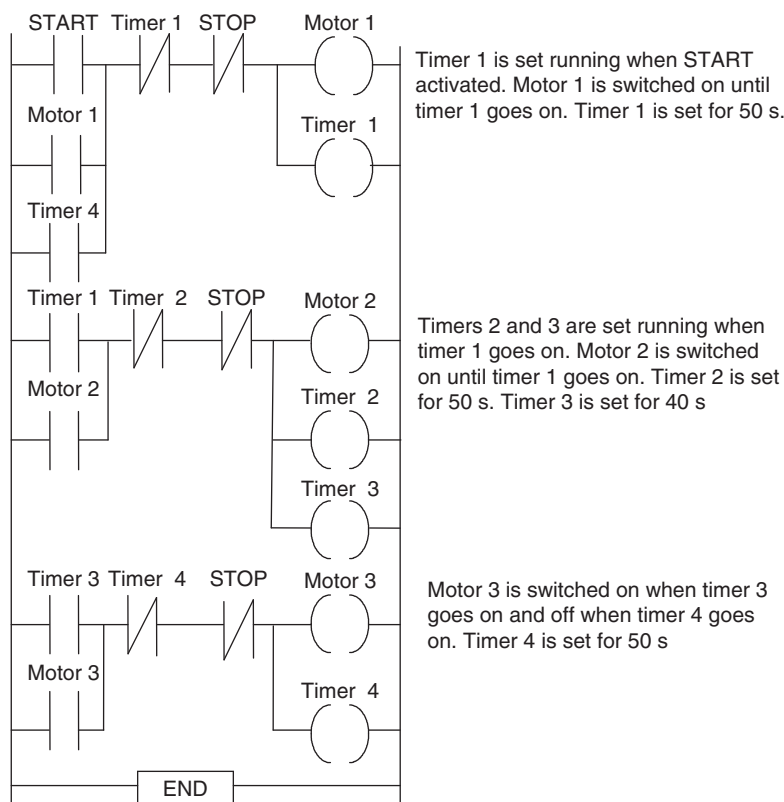 START Timer 1 STOP Motor 1
Timer 1 is set running when START
activated. Motor 1 is switched on until
timer 1 goes on. Timer 1 is set for 50 s.
Motor 1
Timer 1
Timer 4
Timer 1 Timer 2 STOP Motor 2
Timers 2 and 3 are set running when
timer 1 goes on. Motor 2 is switched
on until timer 1 goes on. Timer 2 is set
for 50 s. Timer 3 is set for 40 s
Motor 2
Timer 2
Timer 3
Timer 3 Timer 4 STOP Motor 3
Motor 3 is switched on when timer 3
goes on and off when timer 4 goes
on. Timer 4 is set for 50 s
Motor 3
Timer 4
END